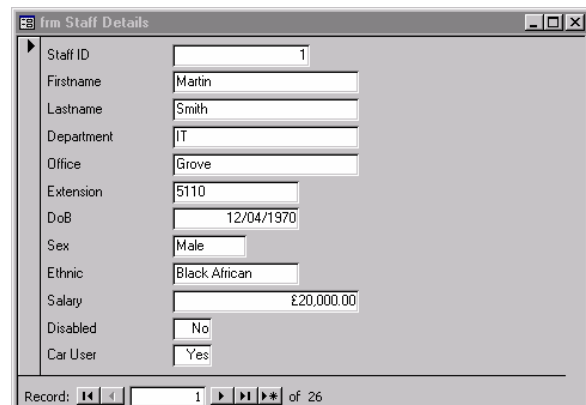 frm Staff Details
Staff ID 1
Firstname Martin
Lastname Smith
Department IT
Office Grove
Extension 5110
DoB 12/04/1970
Sex Male
Ethnic Black African
Salary £20,000.00
Disabled No
Car User Yes
Record: 1 of 26